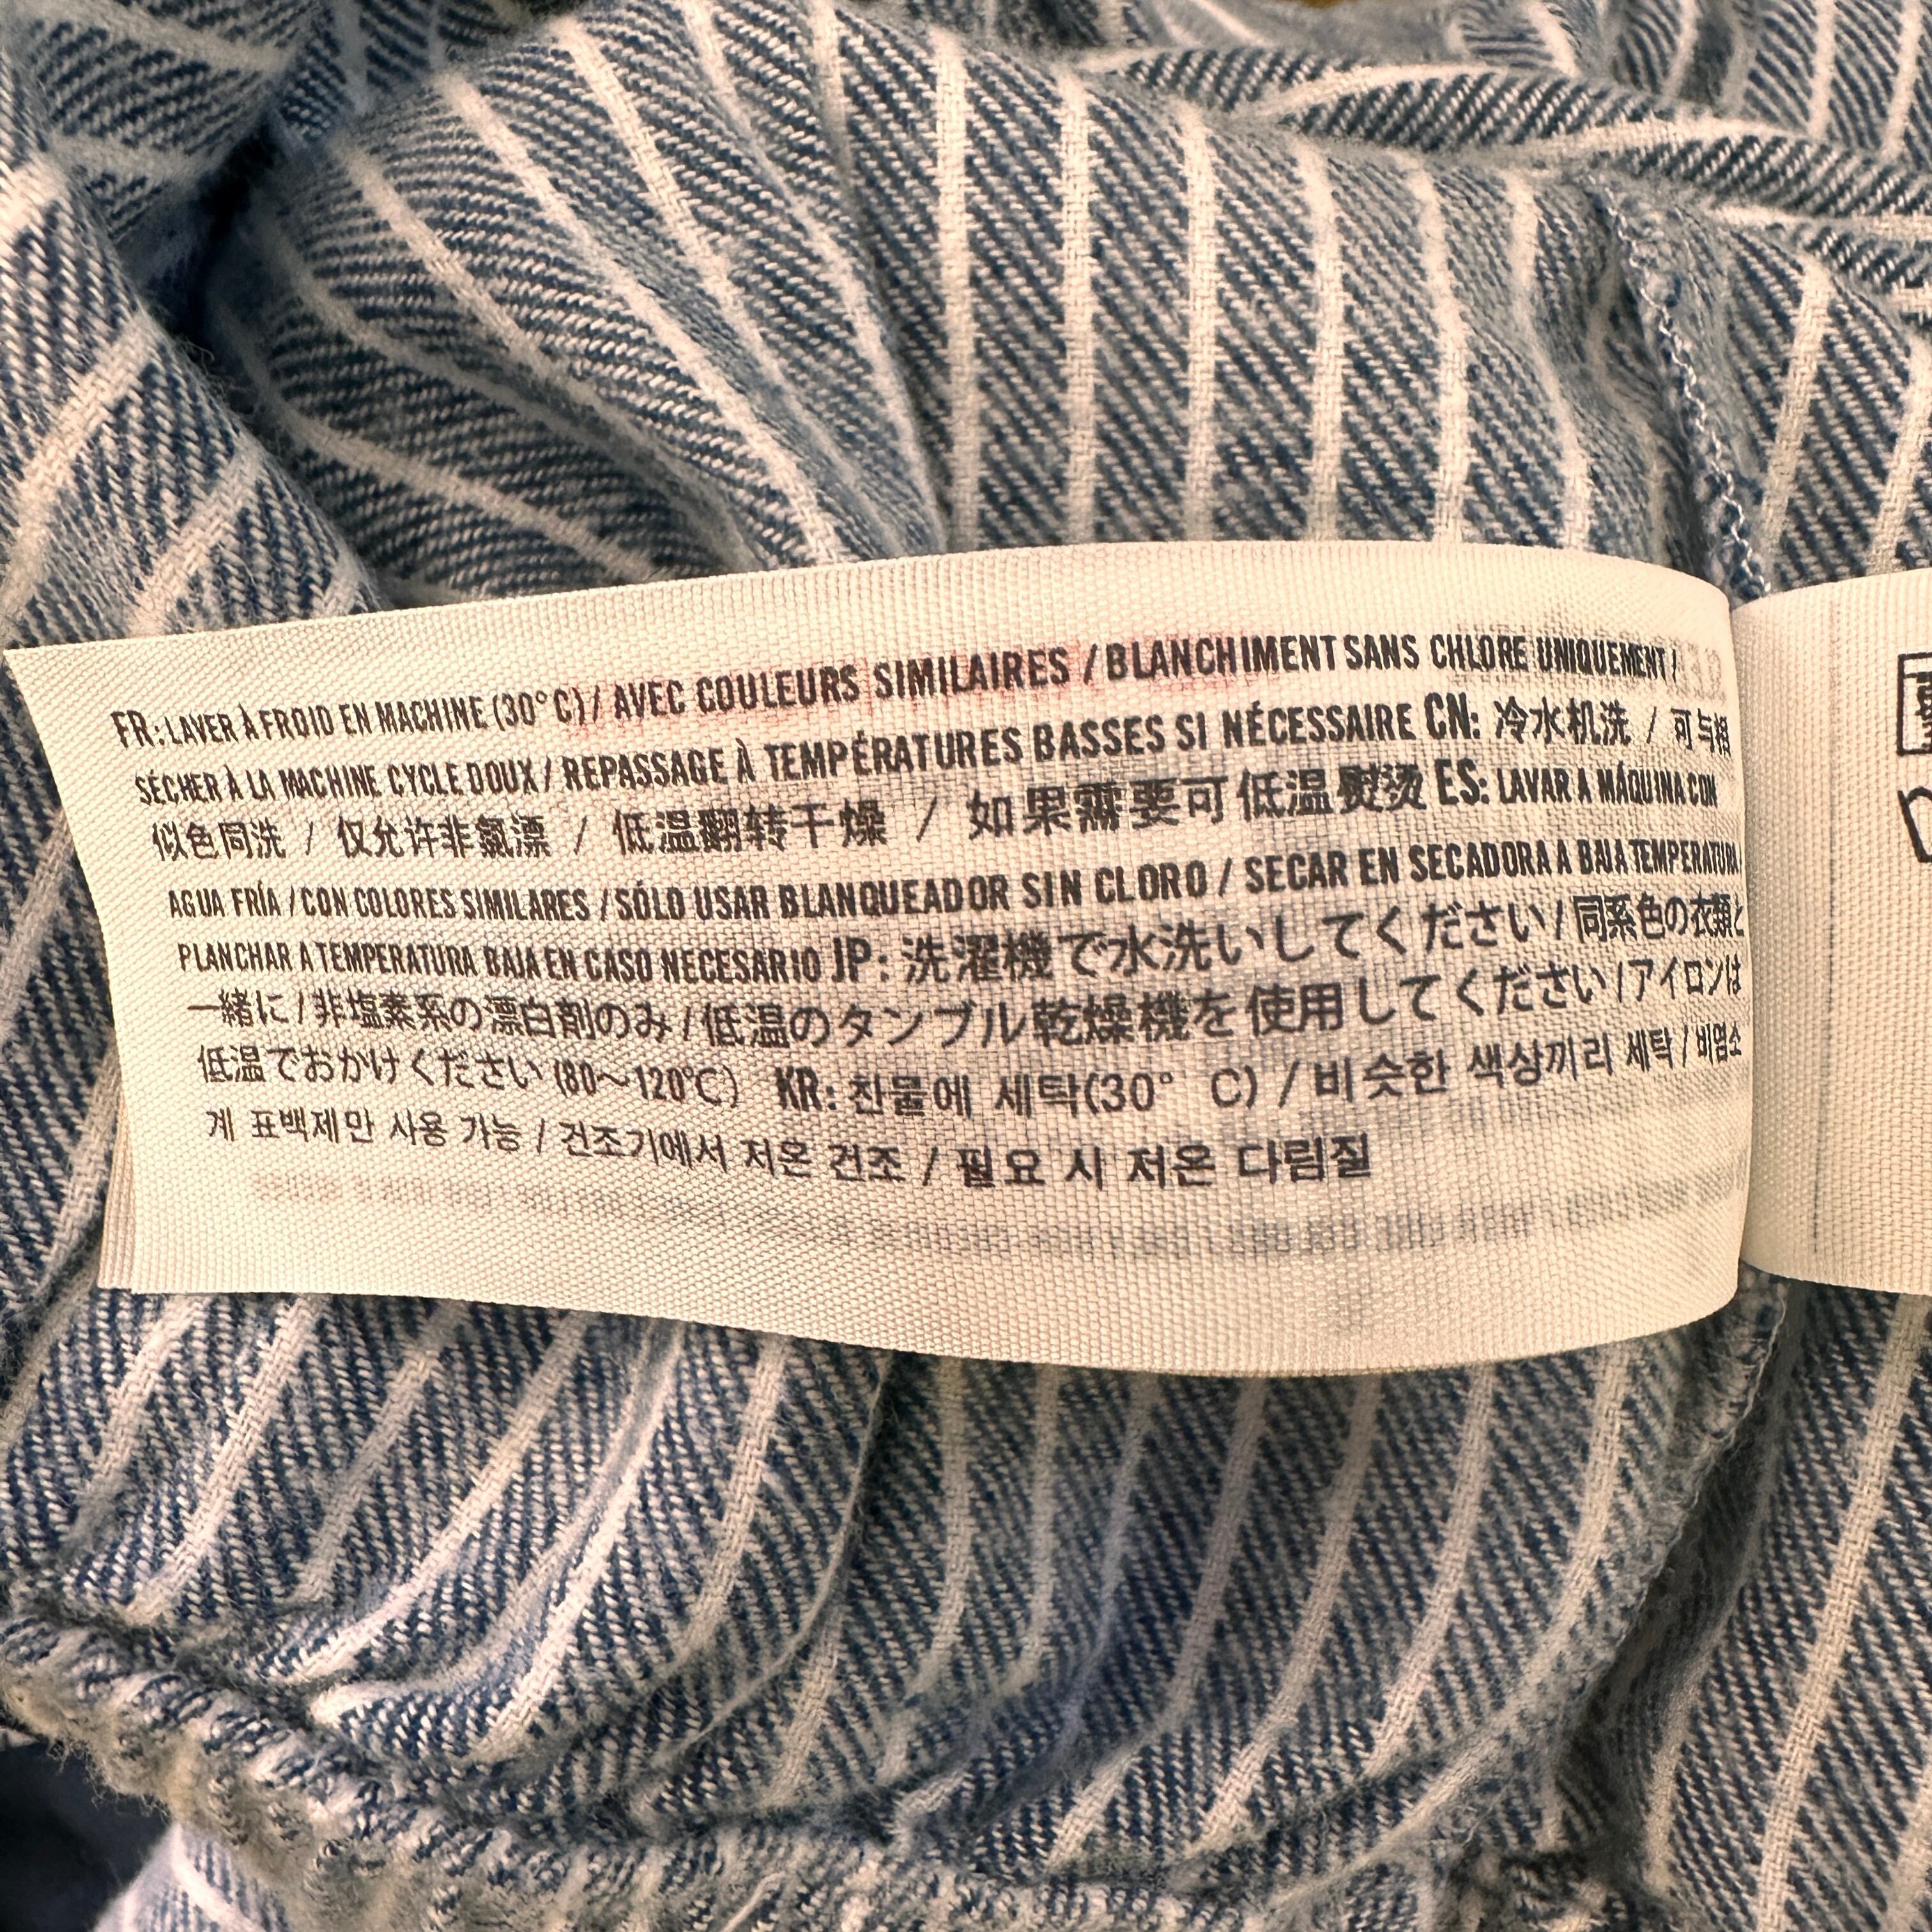 FR: LAVER À FROID EN MACHINE (30° C) / AVEC COULEURS SIMILAIRES / BLANCHIMENT SANS CHLORE UNIQUEMENT /
SÉCHER À LA MACHINE CYCLE DOUX / REPASSAGE À TEMPÉRATURES BASSES SI NÉCESSAIRE CN: 冷水机洗 / 可与相
似色同洗 / 仅允许非氯漂 / 低温翻转干燥 / 如果需要可低温熨烫 ES: LAVAR A MÁQUINA CON
AGUA FRÍA / CON COLORES SIMILARES / SÓLO USAR BLANQUEADOR SIN CLORO / SECAR EN SECADORA A BAJA TEMPERATURA /
PLANCHAR A TEMPERATURA BAJA EN CASO NECESARIO JP: 洗濯機で水洗いしてください / 同系色の衣類と
一緒に / 非塩素系の漂白剤のみ / 低温のタンブル乾燥機を使用してください / アイロンは
低温でおかけください (80～120℃) KR: 찬물에 세탁(30° C) / 비슷한 색상끼리 세탁 / 비염소
계 표백제만 사용 가능 / 건조기에서 저온 건조 / 필요 시 저온 다림질